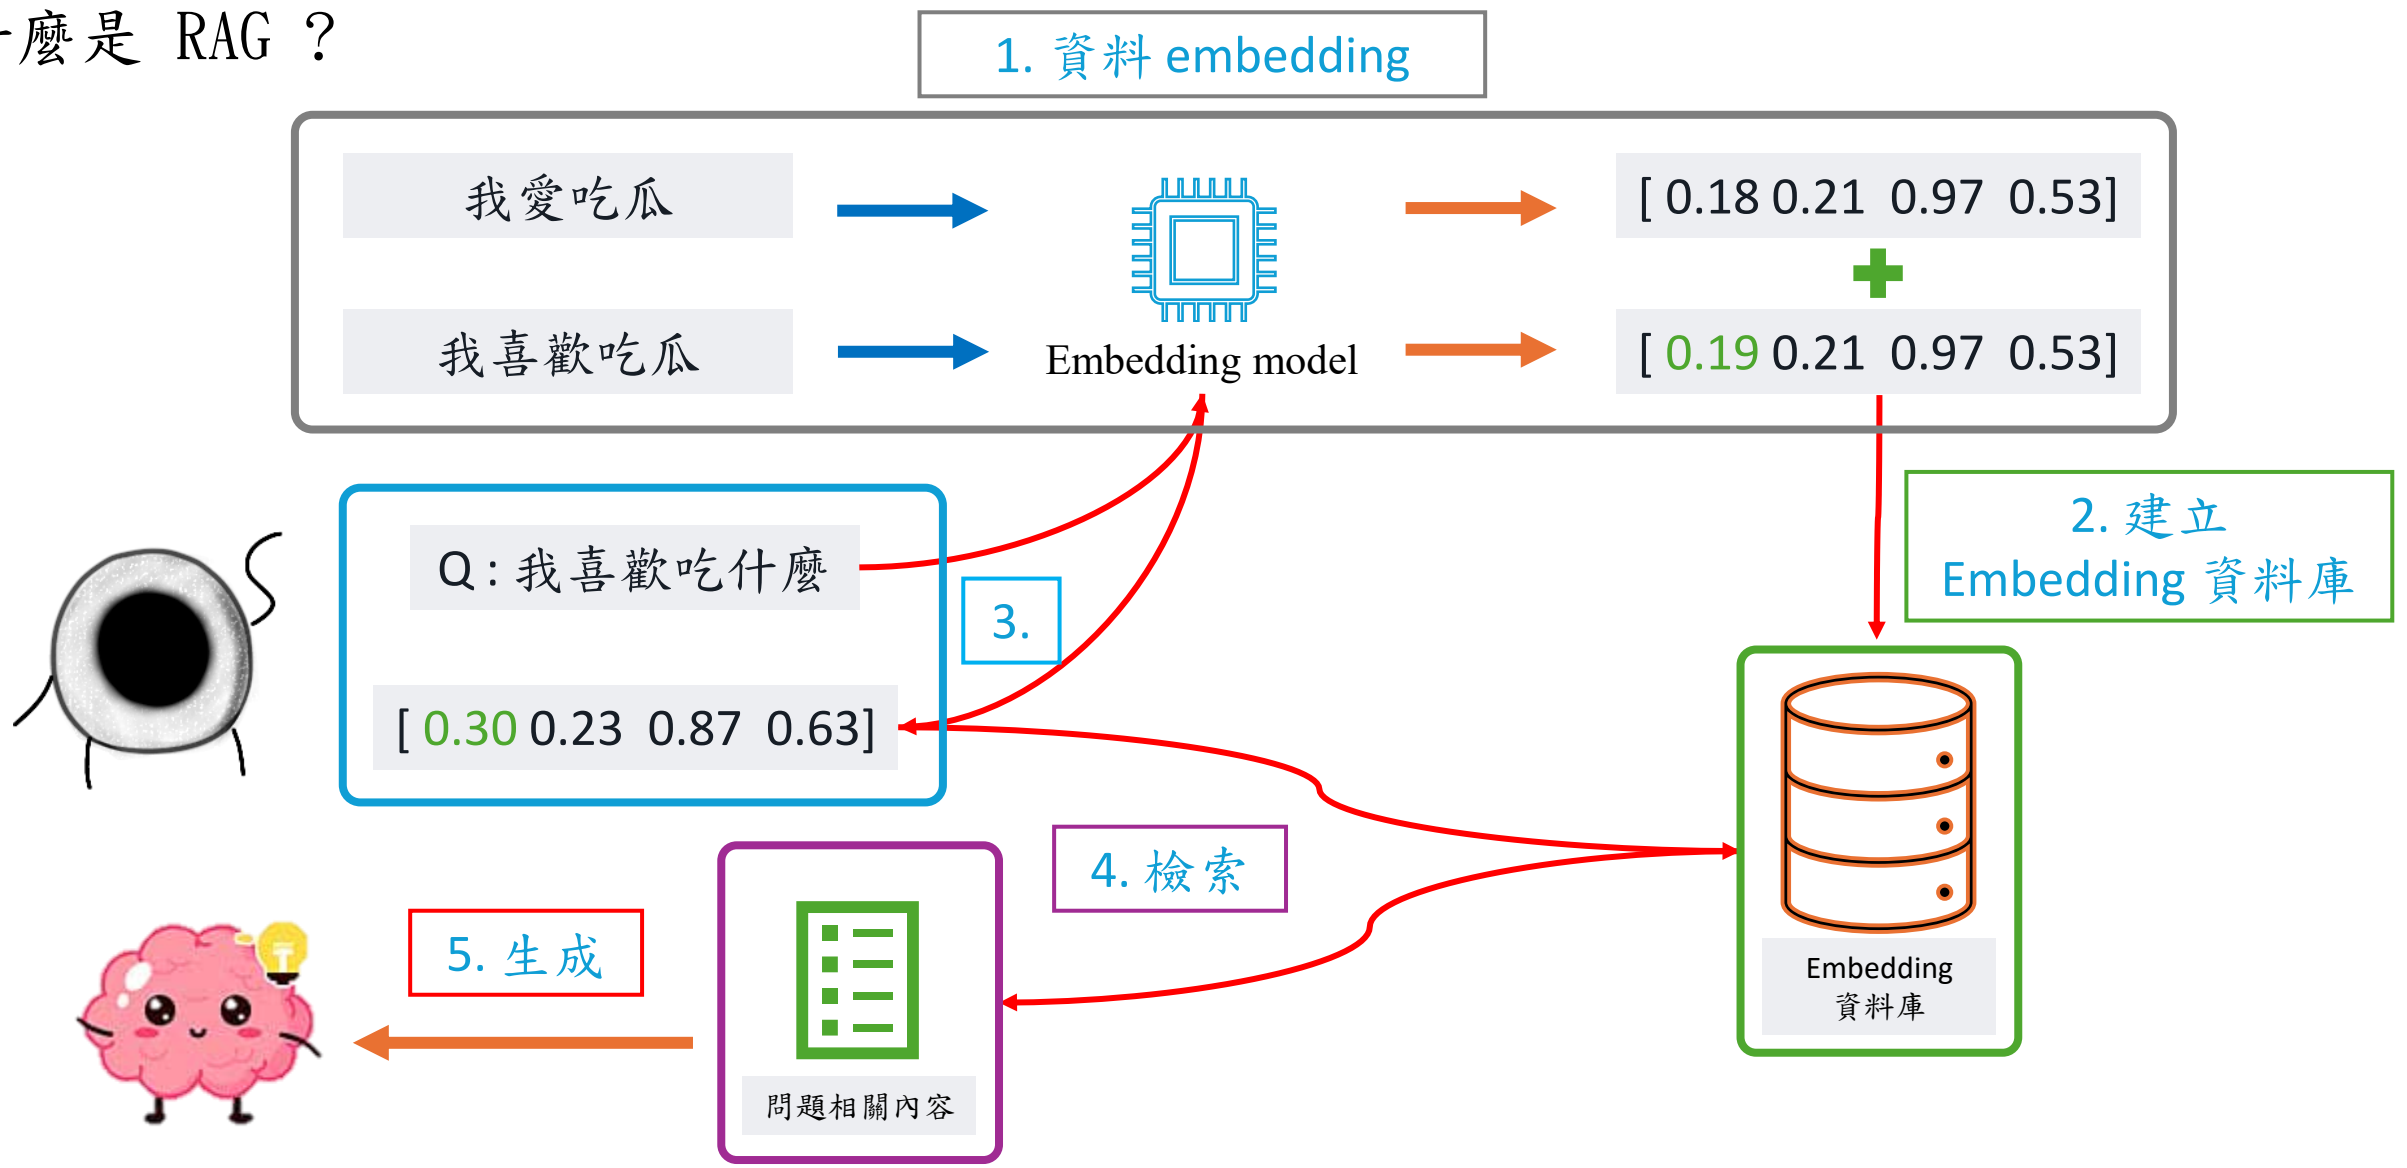 麼是 RAG ？
1. 資料 embedding
我愛吃瓜
[ 0.18 0.21 0.97 0.53]
我喜歡吃瓜
Embedding model
[ 0.19 0.21 0.97 0.53]
2. 建立
Embedding 資料庫
Q : 我喜歡吃什麼
3.
[ 0.30 0.23 0.87 0.63]
4. 檢索
5. 生成
Embedding
資料庫
問題相關內容